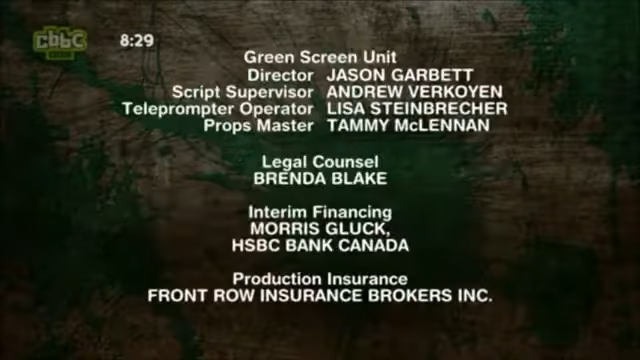 cbbc
8:29
Green Screen Unit
Director JASON GARBETT
Script Supervisor ANDREW VERKOYEN
Teleprompter Operator LISA STEINBRECHER
Props Master TAMMY McLENNAN
Legal Counsel
BRENDA BLAKE
Interim Financing
MORRIS GLUCK,
HSBC BANK CANADA
Production Insurance
FRONT ROW INSURANCE BROKERS INC.